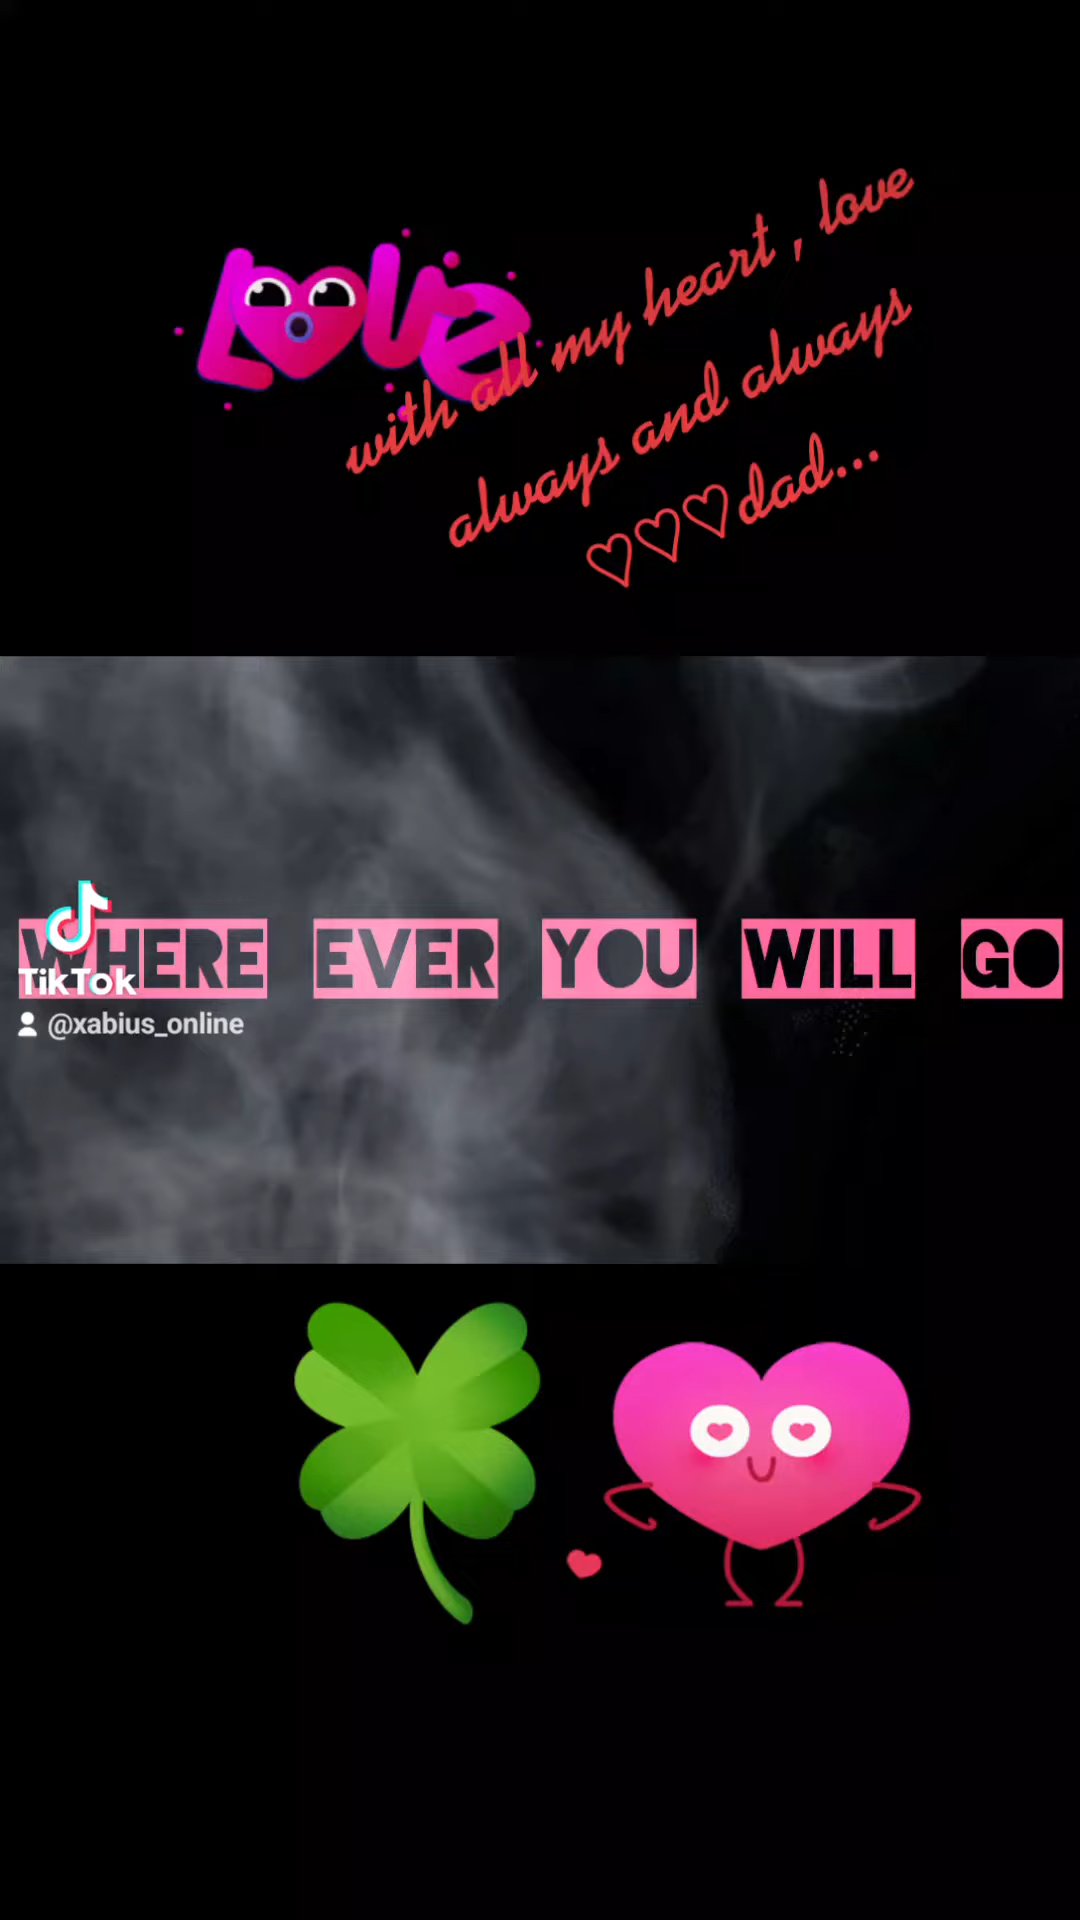 Love
with all my heart , love
always and always
♡♡♡dad...
WHERE EVER YOU WILL GO
TikTok
@xabius_online